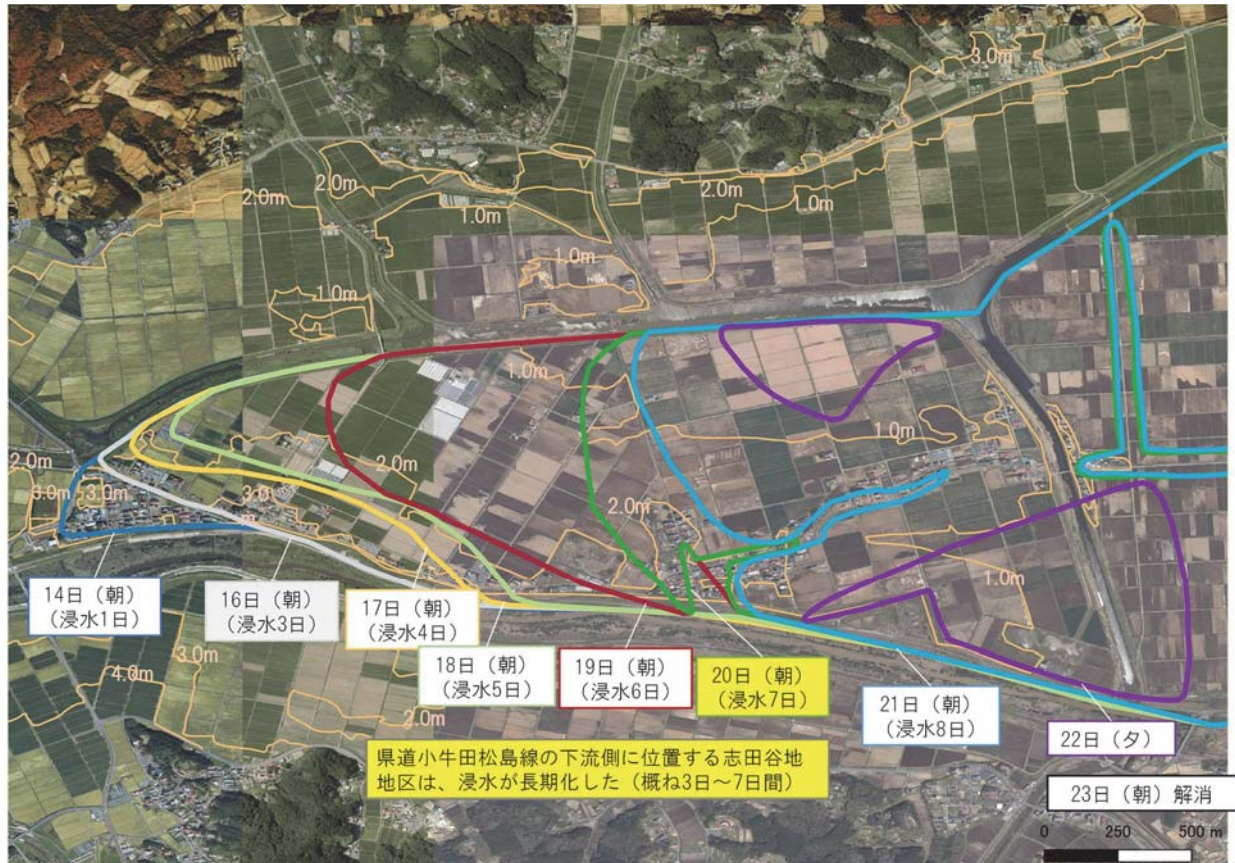 3.0m
2.0m
2.0m
2.0m
1.0m
1.0m
2.0m
1.0m
1.0m
1.0m
2.0m
2.0m
3.0m
3.0m
3.0
1.0m
2.0m
1.0m
14日（朝）
（浸水1日）
16日（朝）
（浸水3日）
17日（朝）
（浸水4日）
18日（朝）
（浸水5日）
19日（朝）
（浸水6日）
20日（朝）
（浸水7日）
21日（朝）
（浸水8日）
22日（夕）
23日（朝）解消
4.0m
3.0m
2.0m
県道小牛田松島線の下流側に位置する志田谷地
地区は、浸水が長期化した（概ね3日～7日間）
0 250 500 m